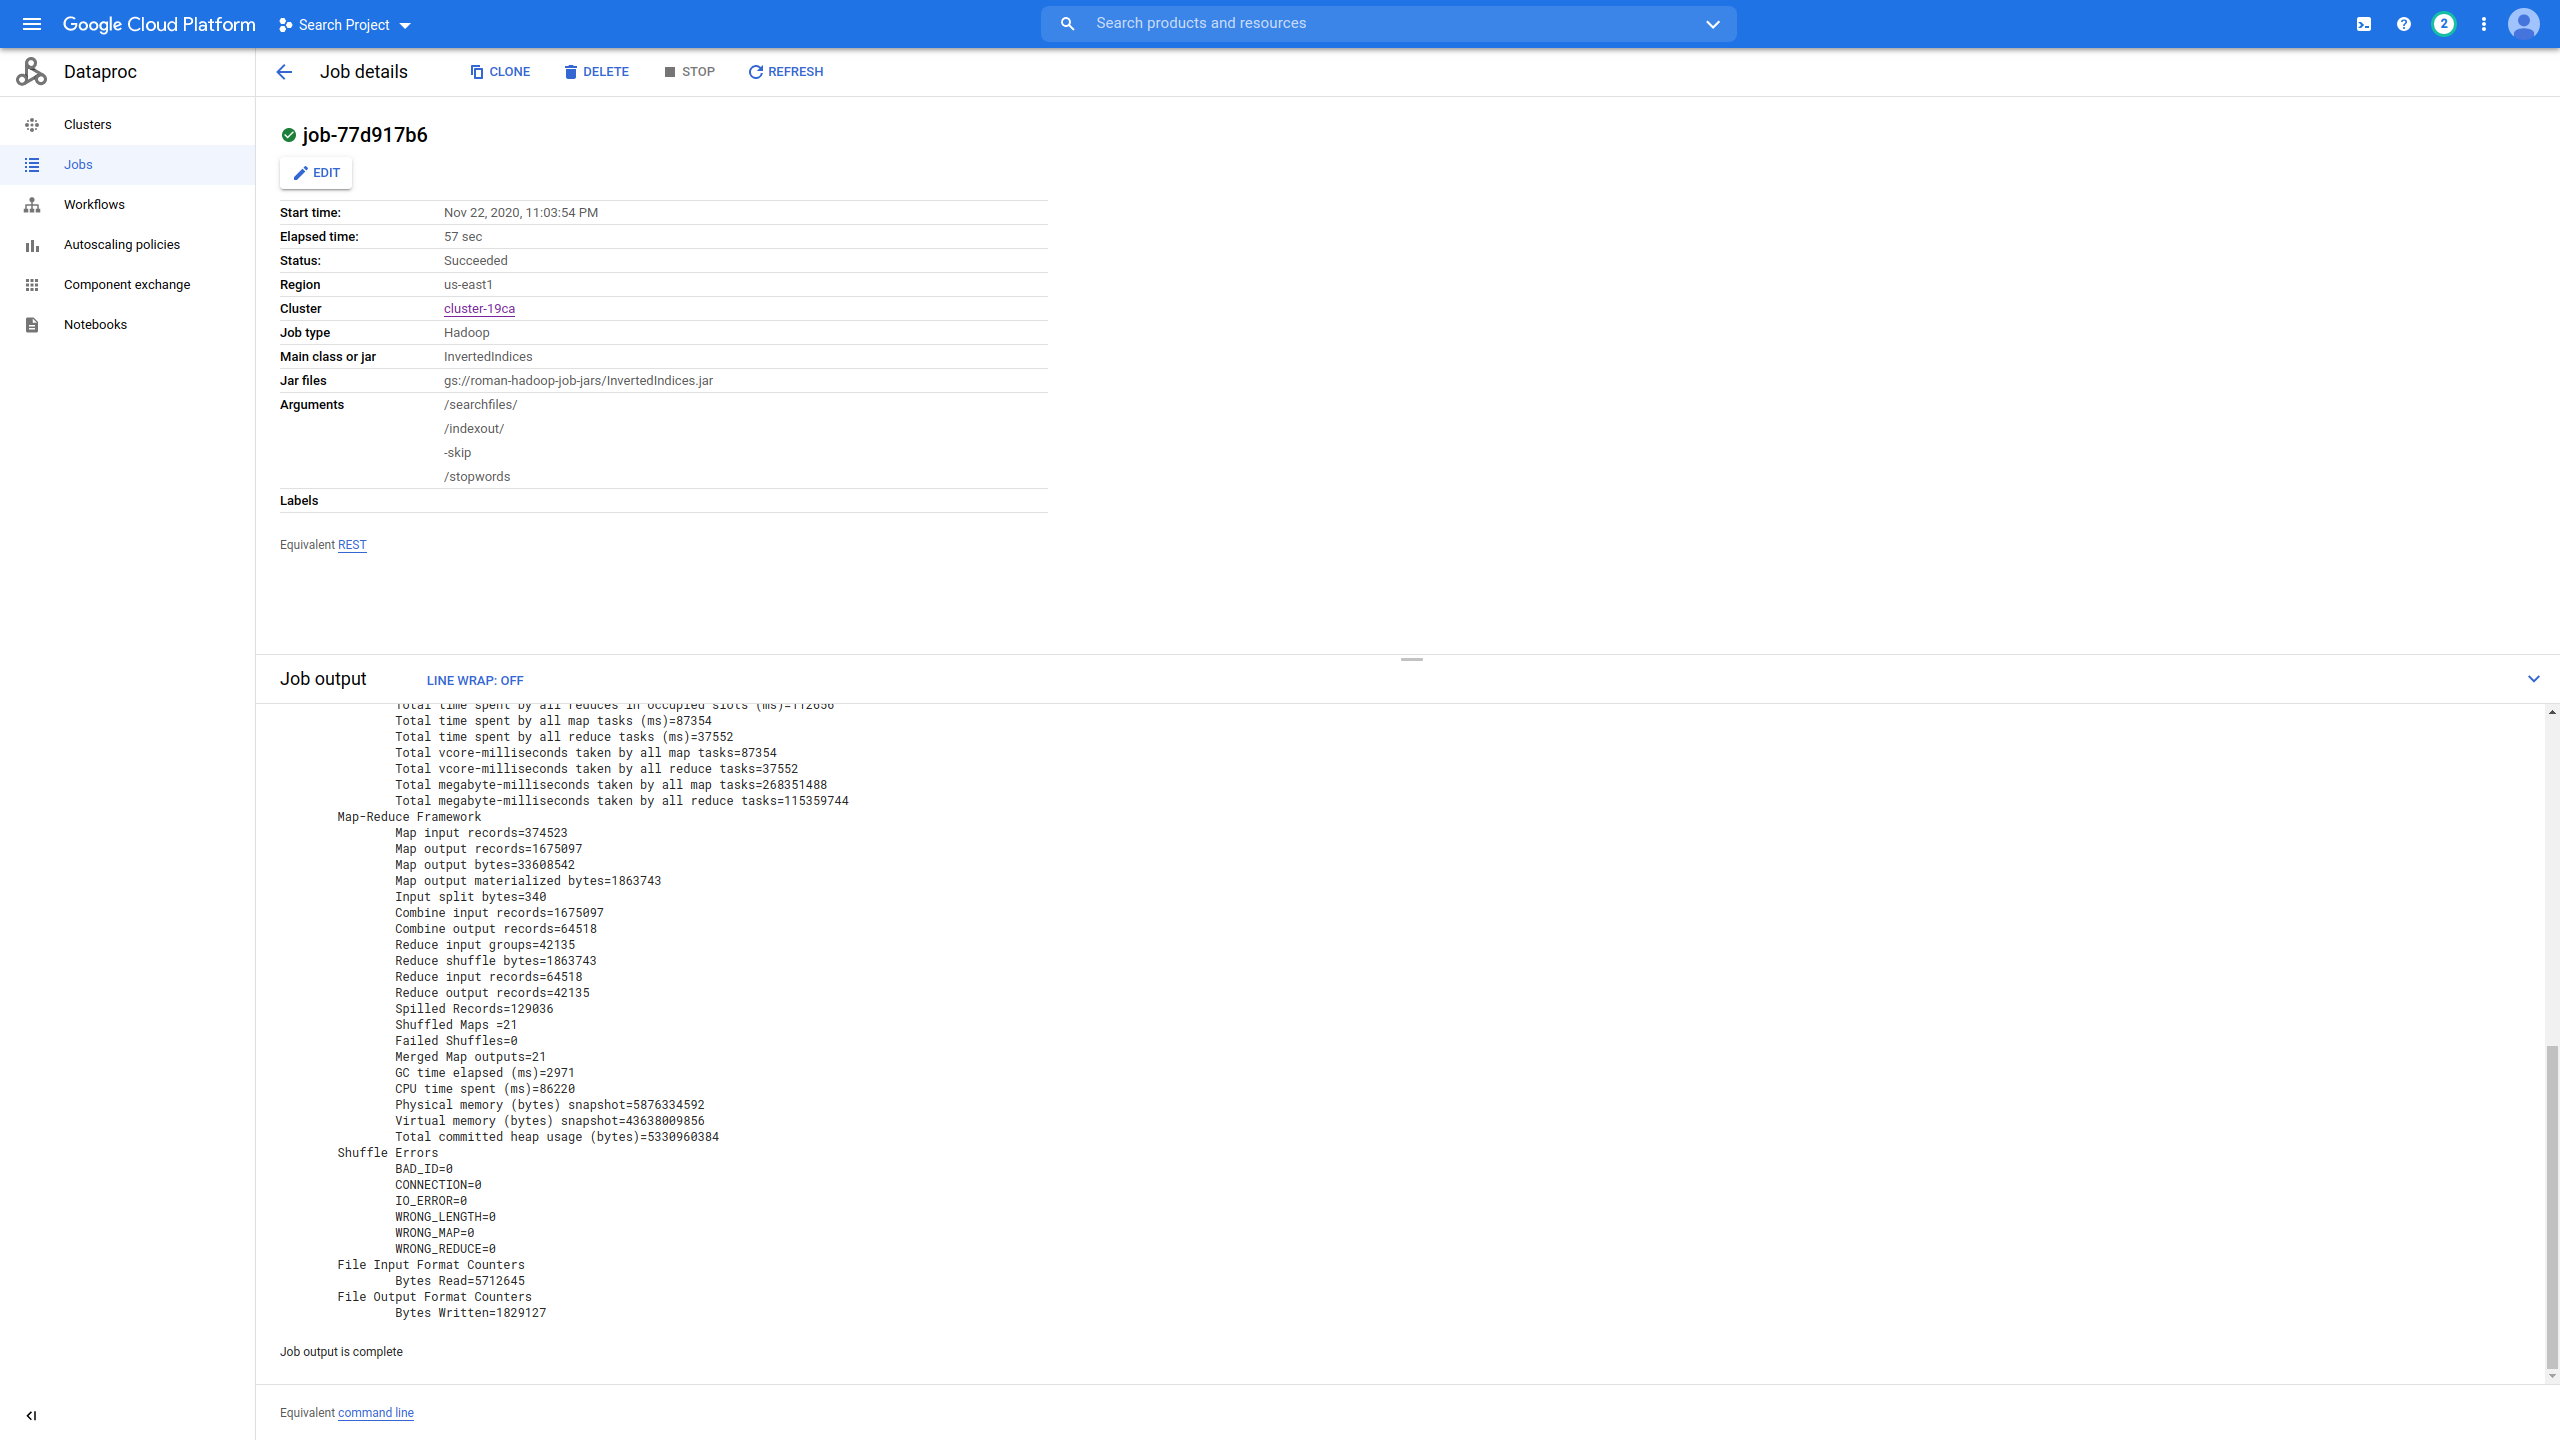 Google Cloud Platform
Search Project
Search products and resources
2
Dataproc
Job details
CLONE
DELETE
STOP
REFRESH
Clusters
Jobs
Workflows
Autoscaling policies
Component exchange
Notebooks
job-77d917b6
EDIT
Start time: Nov 22, 2020, 11:03:54 PM
Elapsed time: 57 sec
Status: Succeeded
Region us-east1
Cluster cluster-19ca
Job type Hadoop
Main class or jar InvertedIndices
Jar files gs://roman-hadoop-job-jars/InvertedIndices.jar
Arguments /searchfiles/
/indexout/
-skip
/stopwords
Labels
Equivalent REST
Job output
LINE WRAP: OFF
Total time spent by all reduces in occupied slots (ms)=112656
Total time spent by all map tasks (ms)=87354
Total time spent by all reduce tasks (ms)=37552
Total vcore-milliseconds taken by all map tasks=87354
Total vcore-milliseconds taken by all reduce tasks=37552
Total megabyte-milliseconds taken by all map tasks=268351488
Total megabyte-milliseconds taken by all reduce tasks=115359744
Map-Reduce Framework
Map input records=374523
Map output records=1675097
Map output bytes=33608542
Map output materialized bytes=1863743
Input split bytes=340
Combine input records=1675097
Combine output records=64518
Reduce input groups=42135
Reduce shuffle bytes=1863743
Reduce input records=64518
Reduce output records=42135
Spilled Records=129036
Shuffled Maps =21
Failed Shuffles=0
Merged Map outputs=21
GC time elapsed (ms)=2971
CPU time spent (ms)=86220
Physical memory (bytes) snapshot=5876334592
Virtual memory (bytes) snapshot=43638009856
Total committed heap usage (bytes)=5330960384
Shuffle Errors
BAD_ID=0
CONNECTION=0
IO_ERROR=0
WRONG_LENGTH=0
WRONG_MAP=0
WRONG_REDUCE=0
File Input Format Counters
Bytes Read=5712645
File Output Format Counters
Bytes Written=1829127
Job output is complete
Equivalent command line